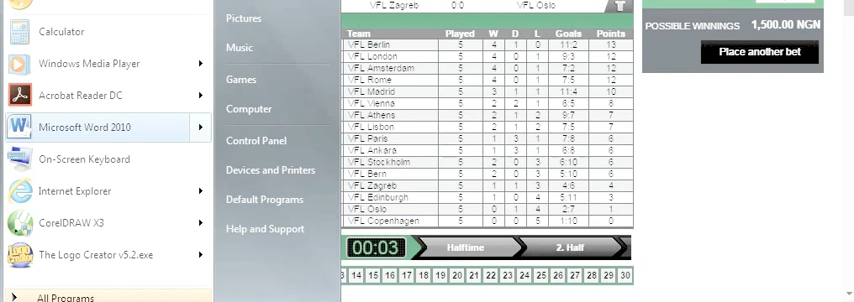 Calculator
Windows Media Player
Acrobat Reader DC
Microsoft Word 2010
On-Screen Keyboard
Internet Explorer
CorelDRAW X3
The Logo Creator v5.2.exe
All Programs
Pictures
Music
Games
Computer
Control Panel
Devices and Printers
Default Programs
Help and Support
VFL Zagreb 0:0 VFL Oslo
Team Played W D L Goals Points
VFL Berlin 5 4 1 0 11:2 13
VFL London 5 4 0 1 9:3 12
VFL Amsterdam 5 4 0 1 7:2 12
VFL Rome 5 4 0 1 7:5 12
VFL Madrid 5 3 1 1 11:4 10
VFL Vienna 5 2 2 1 6:5 8
VFL Athens 5 2 1 2 9:7 7
VFL Lisbon 5 2 1 2 7:5 7
VFL Paris 5 1 3 1 7:8 6
VFL Ankara 5 1 3 1 6:8 6
VFL Stockholm 5 2 0 3 6:10 6
VFL Bern 5 2 0 3 5:10 6
VFL Zagreb 5 1 1 3 4:6 4
VFL Edinburgh 5 1 0 4 5:11 3
VFL Oslo 5 0 1 4 2:7 1
VFL Copenhagen 5 0 0 5 1:10 0
00:03 Halftime 2. Half
14 15 16 17 18 19 20 21 22 23 24 25 26 27 28 29 30
POSSIBLE WINNINGS 1,500.00 NGN
Place another bet